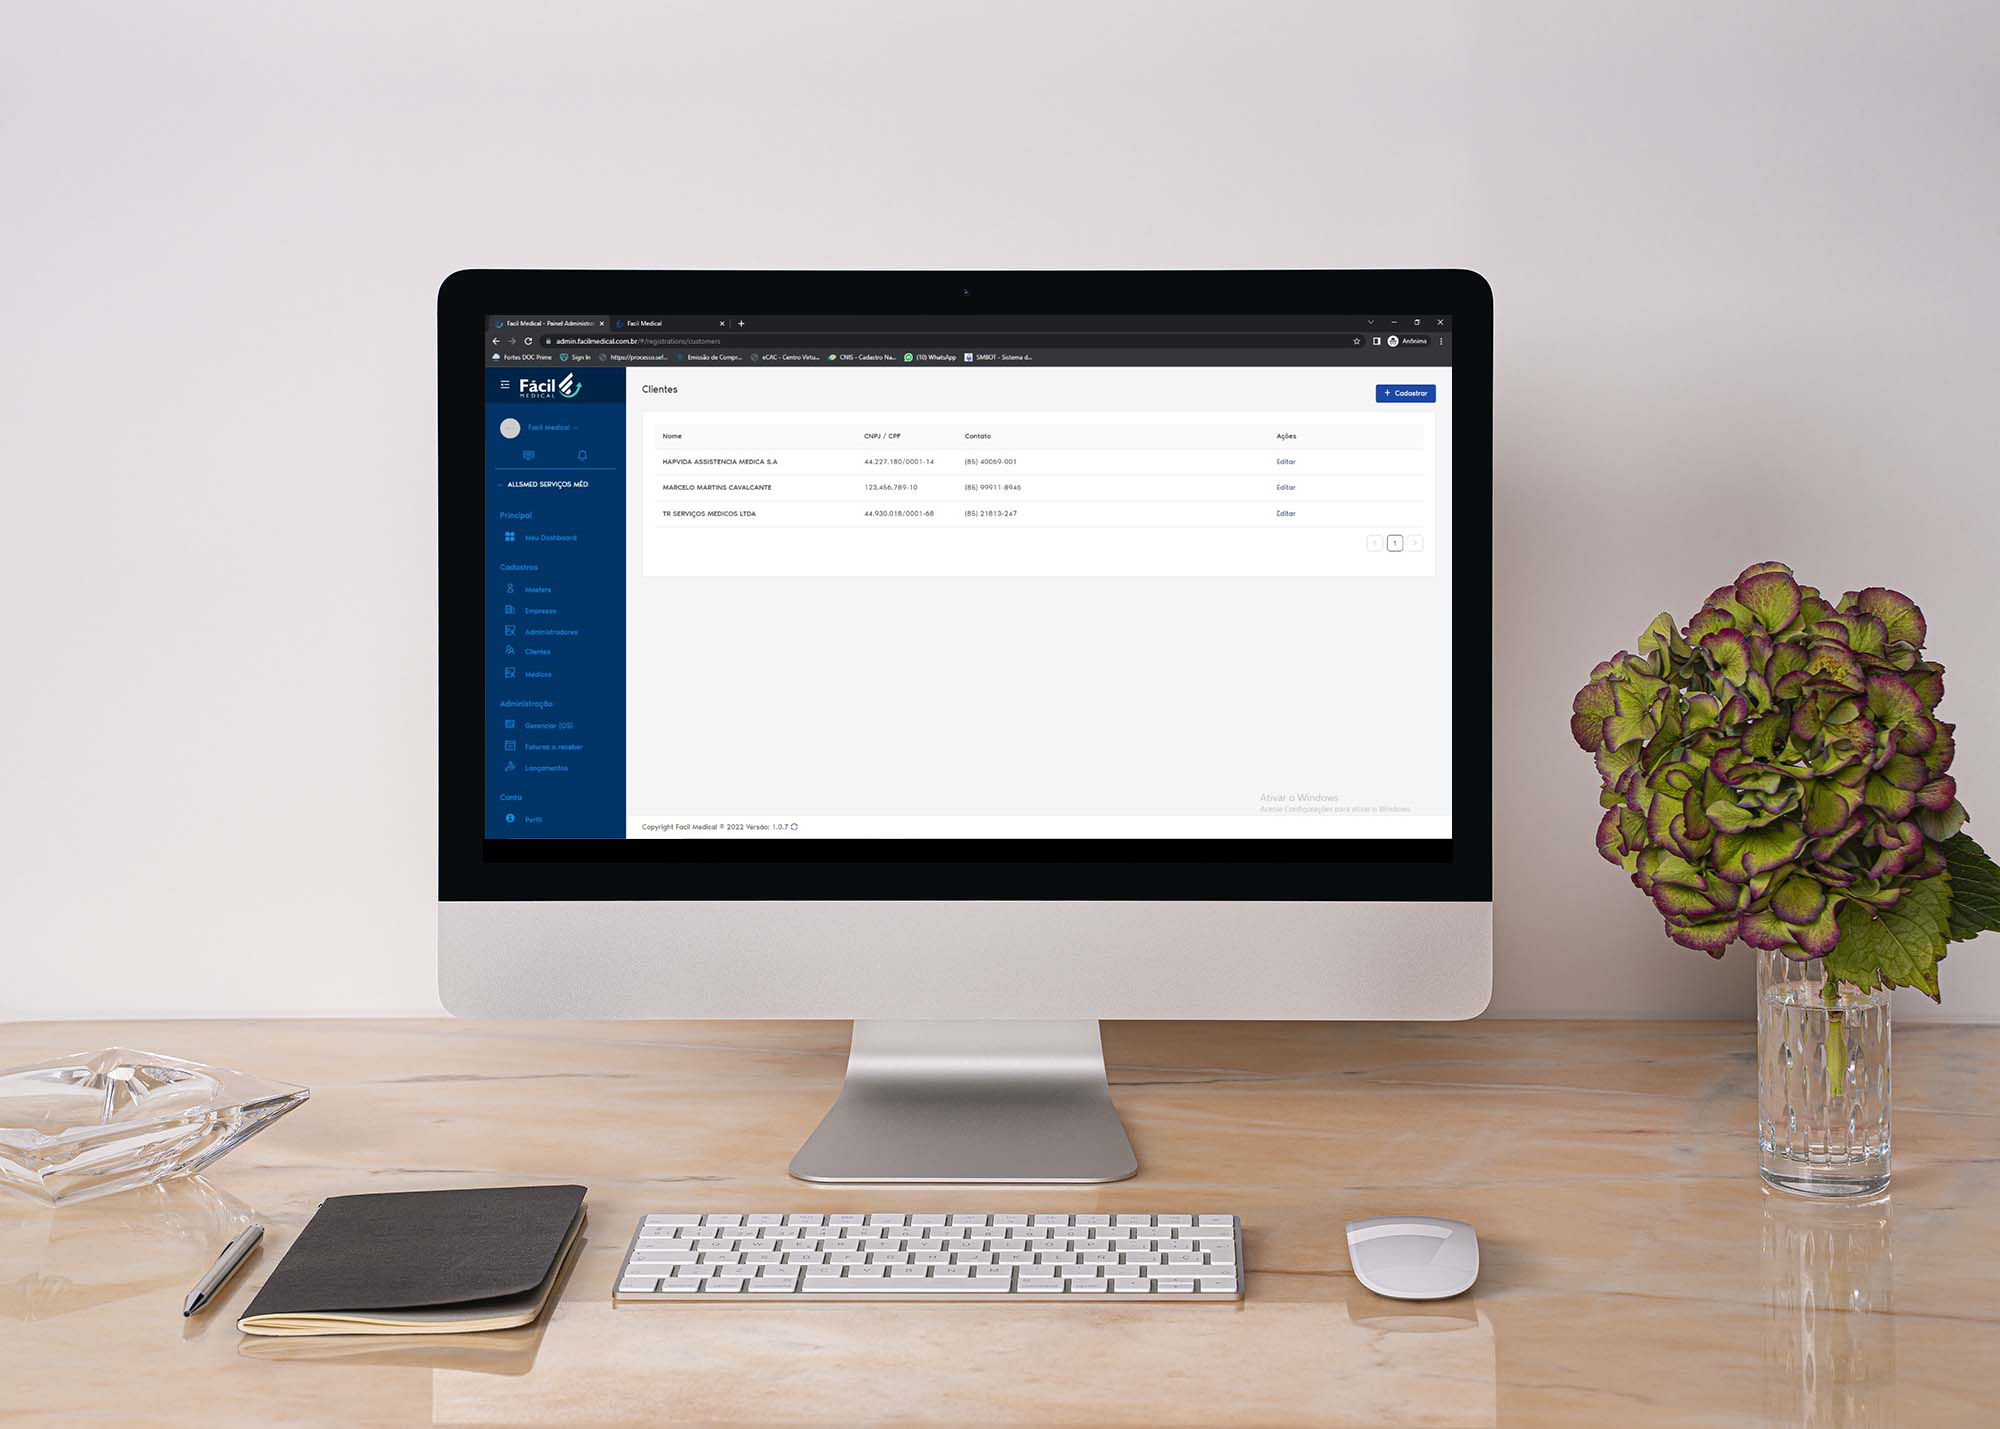 Facil Medical - Painel Administra
Facil Medical
admin.facilmedical.com.br/#/registrations/customers
Anônima
Fortes DOC Prime
Sign In
https://processo.sef...
Emissão de Compr...
eCAC - Centro Virtu...
CNIS - Cadastro Na...
(10) WhatsApp
SMBOT - Sistema d...
Fácil
MEDICAL
Facil Medical
ALLSMED SERVIÇOS MÉDI
Principal
Meu Dashboard
Cadastros
Masters
Empresas
Administradores
Clientes
Médicos
Administração
Gerenciar (OS)
Faturas a receber
Lançamentos
Conta
Perfil
Clientes
+ Cadastrar
Nome CNPJ / CPF Contato Ações
HAPVIDA ASSISTENCIA MEDICA S.A 44.227.180/0001-14 (85) 40069-001 Editar
MARCELO MARTINS CAVALCANTE 123.456.789-10 (85) 99911-8946 Editar
TR SERVIÇOS MEDICOS LTDA 44.930.018/0001-68 (85) 21813-247 Editar
< 1 >
Ativar o Windows
Acesse Configurações para ativar o Windows.
Copyright Facil Medical © 2022 Versão: 1.0.7